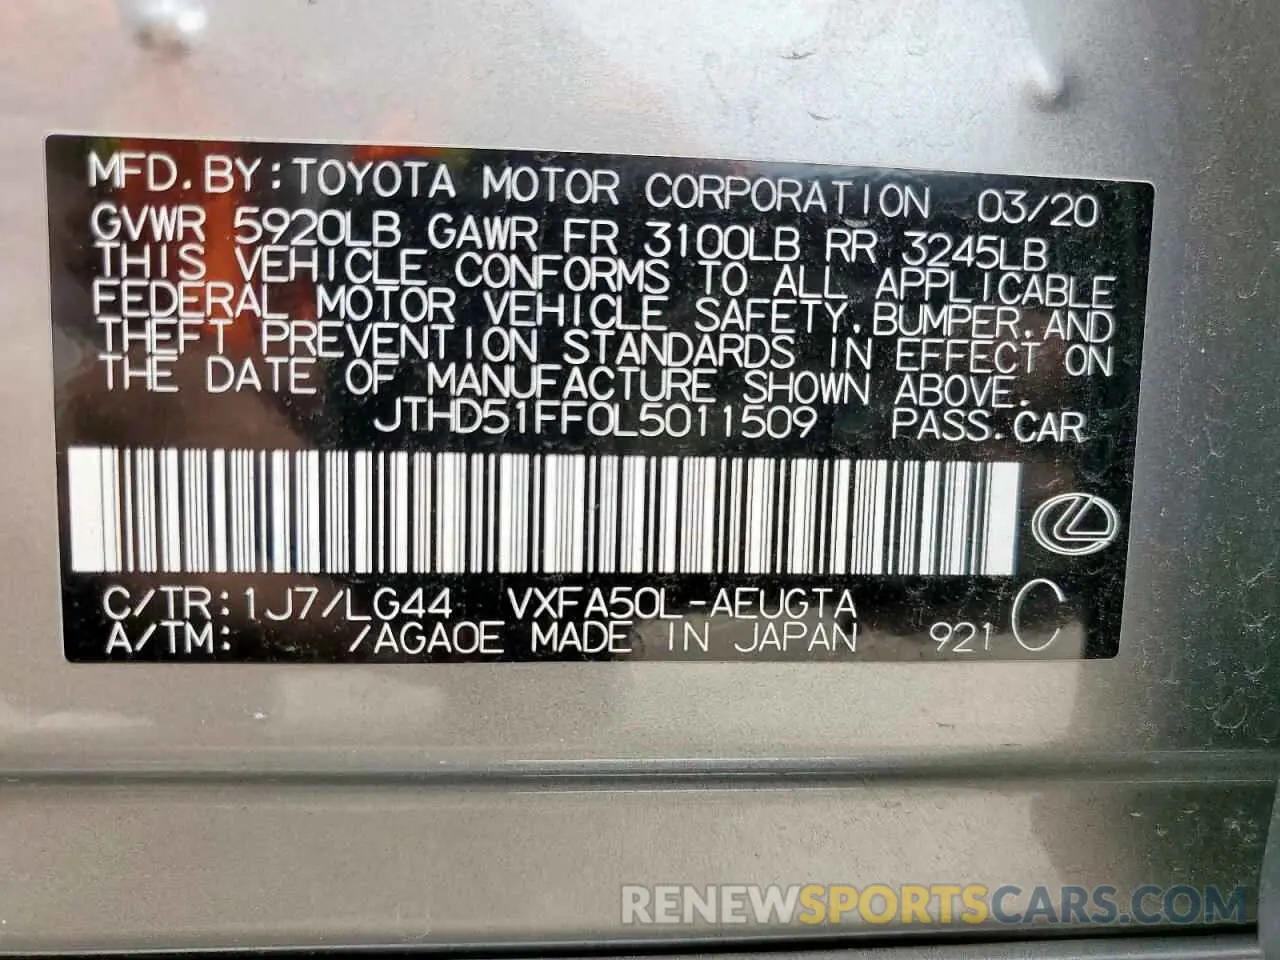 MFD.BY:TOYOTA MOTOR CORPORATION 03/20
GVWR 5920LB GAWR FR 3100LB RR 3245LB
THIS VEHICLE CONFORMS TO ALL APPLICABLE
FEDERAL MOTOR VEHICLE SAFETY,BUMPER,AND
THEFT PREVENTION STANDARDS IN EFFECT ON
THE DATE OF MANUFACTURE SHOWN ABOVE.
JTHD51FF0L5011509 PASS.CAR
C/TR:1J7/LG44 VXFA50L-AEUGTA
A/TM: /AGA0E MADE IN JAPAN 921 C
RENEWSPORTSCARS.COM